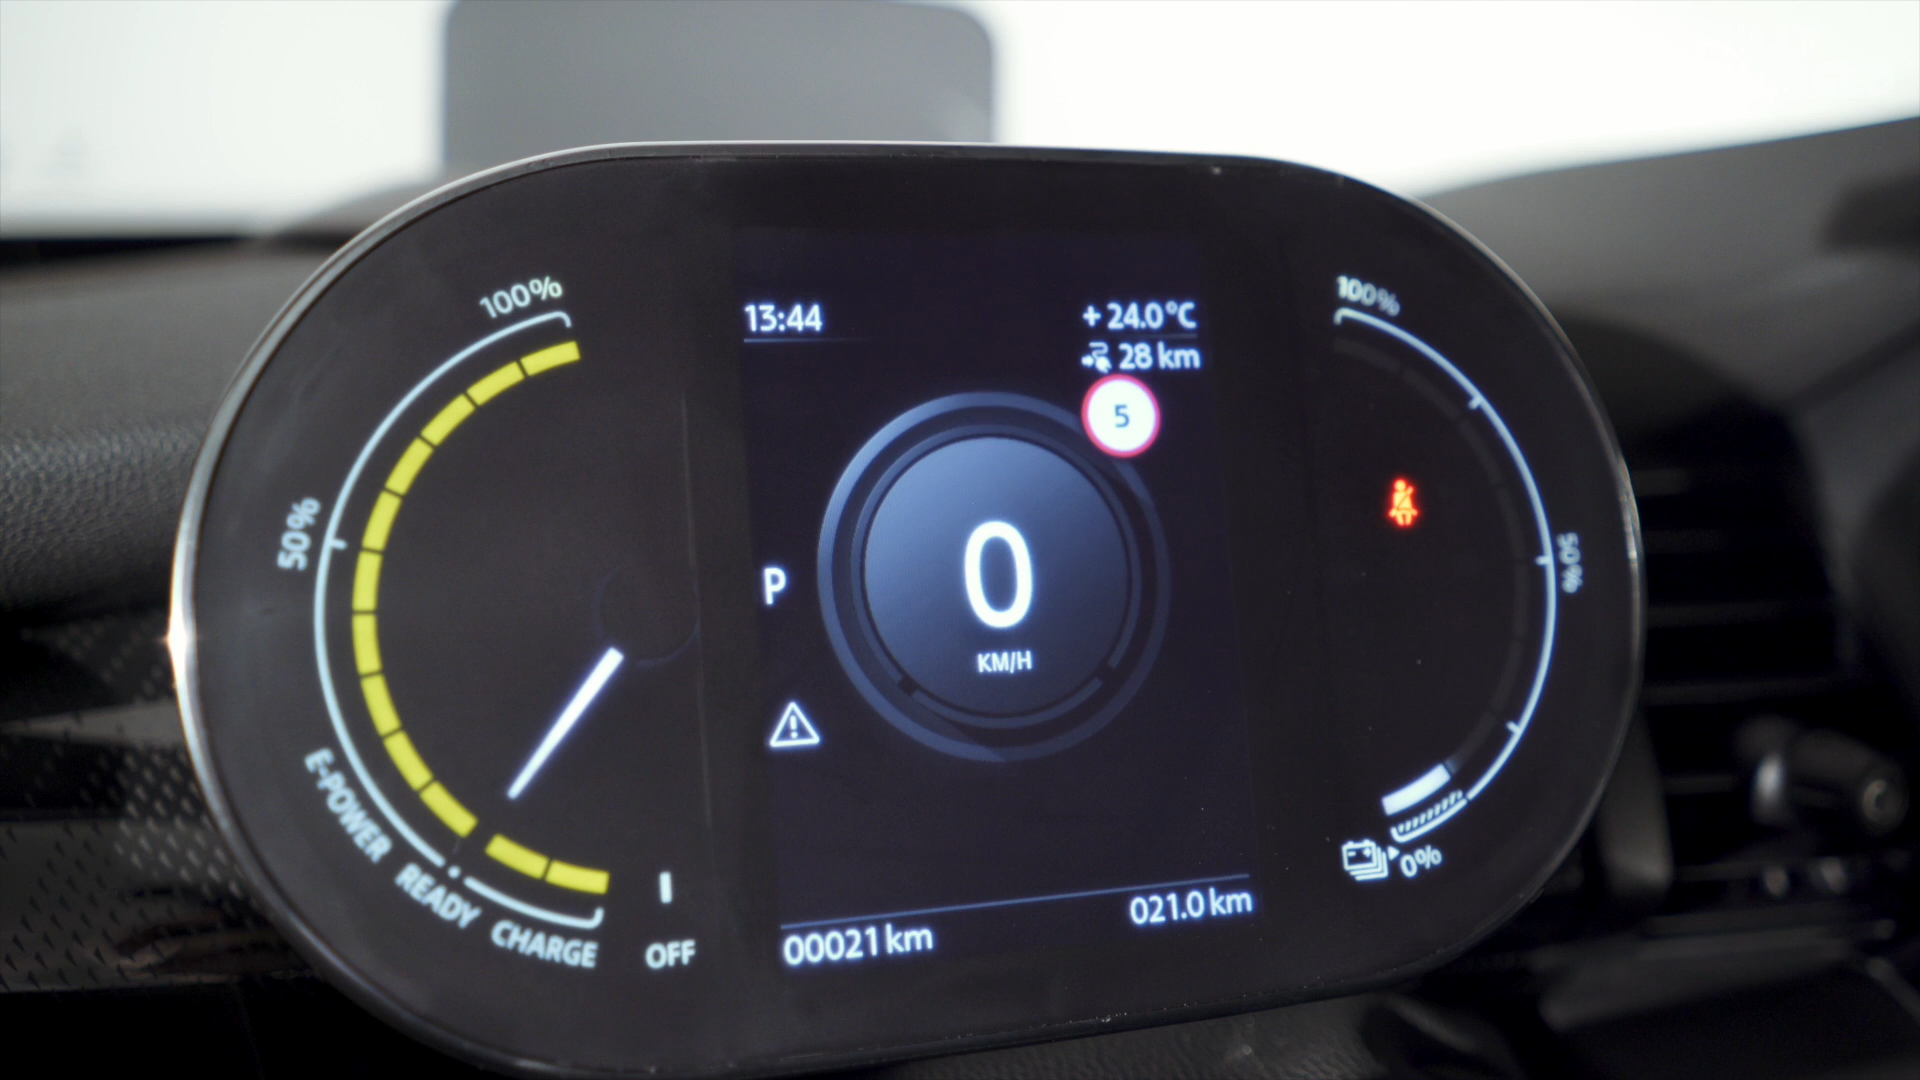 100%
50%
E-POWER
READY
CHARGE
OFF
13:44
+ 24.0°C
28 km
5
P
0
KM/H
00021 km
021.0 km
100%
50%
0%